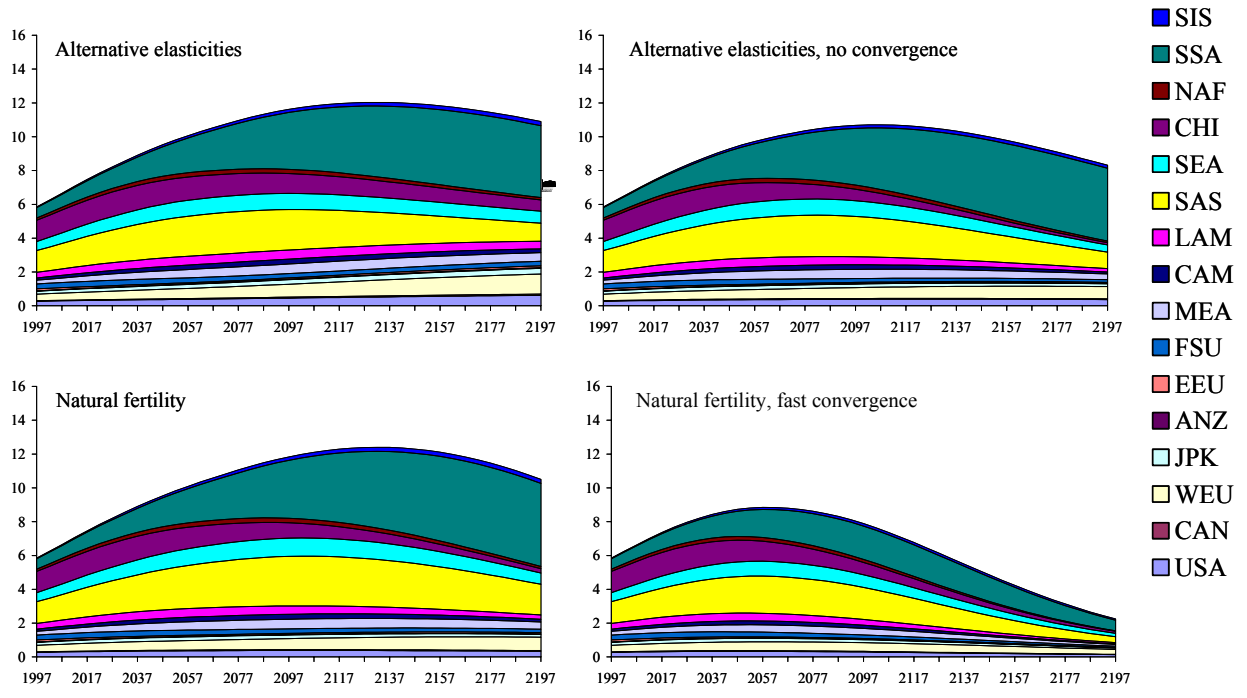 Alternative elasticities
16
14
12
10
8
6
4
2
0
1997 2017 2037 2057 2077 2097 2117 2137 2157 2177 2197
Alternative elasticities, no convergence
16
14
12
10
8
6
4
2
0
1997 2017 2037 2057 2077 2097 2117 2137 2157 2177 2197
Natural fertility
16
14
12
10
8
6
4
2
0
1997 2017 2037 2057 2077 2097 2117 2137 2157 2177 2197
Natural fertility, fast convergence
16
14
12
10
8
6
4
2
0
1997 2017 2037 2057 2077 2097 2117 2137 2157 2177 2197
SIS
SSA
NAF
CHI
SEA
SAS
LAM
CAM
MEA
FSU
EEU
ANZ
JPK
WEU
CAN
USA